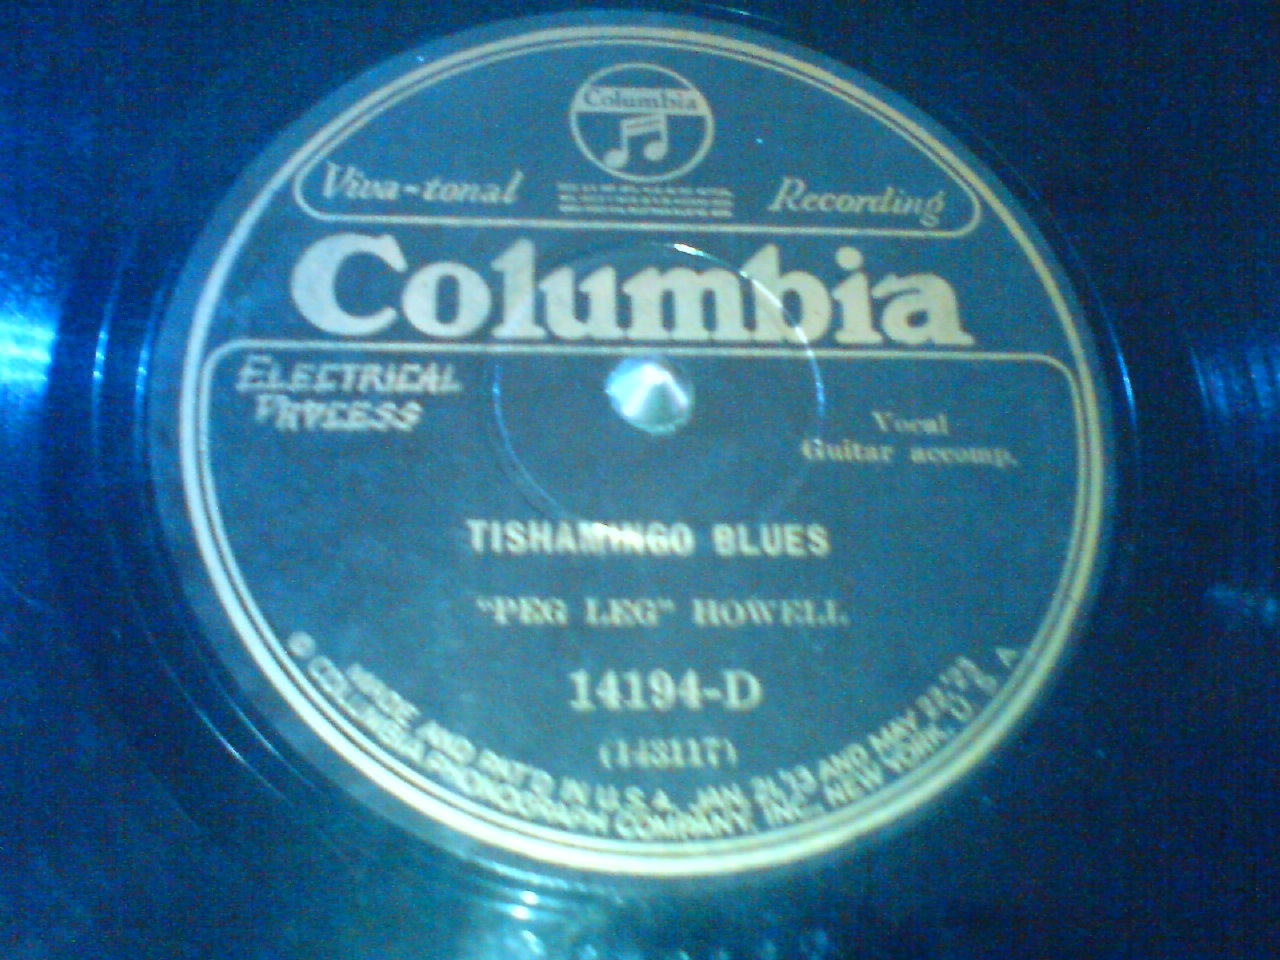 Columbia
Viva-tonal Recording
Columbia
ELECTRICAL
PROCESS
Vocal
Guitar accomp.
TISHAMINGO BLUES
"PEG LEG" HOWELL
14194-D
(143117)
MADE AND PAT'D IN U.S.A. JAN. 21,'13 AND MAY 22,'23
COLUMBIA PHONOGRAPH COMPANY, INC., NEW YORK, U S A